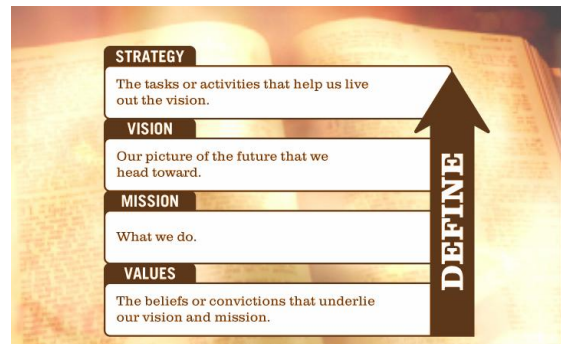 STRATEGY
The tasks or activities that help us live
out the vision.
VISION
Our picture of the future that we
head toward.
MISSION
What we do.
VALUES
The beliefs or convictions that underlie
our vision and mission.
DEFINE